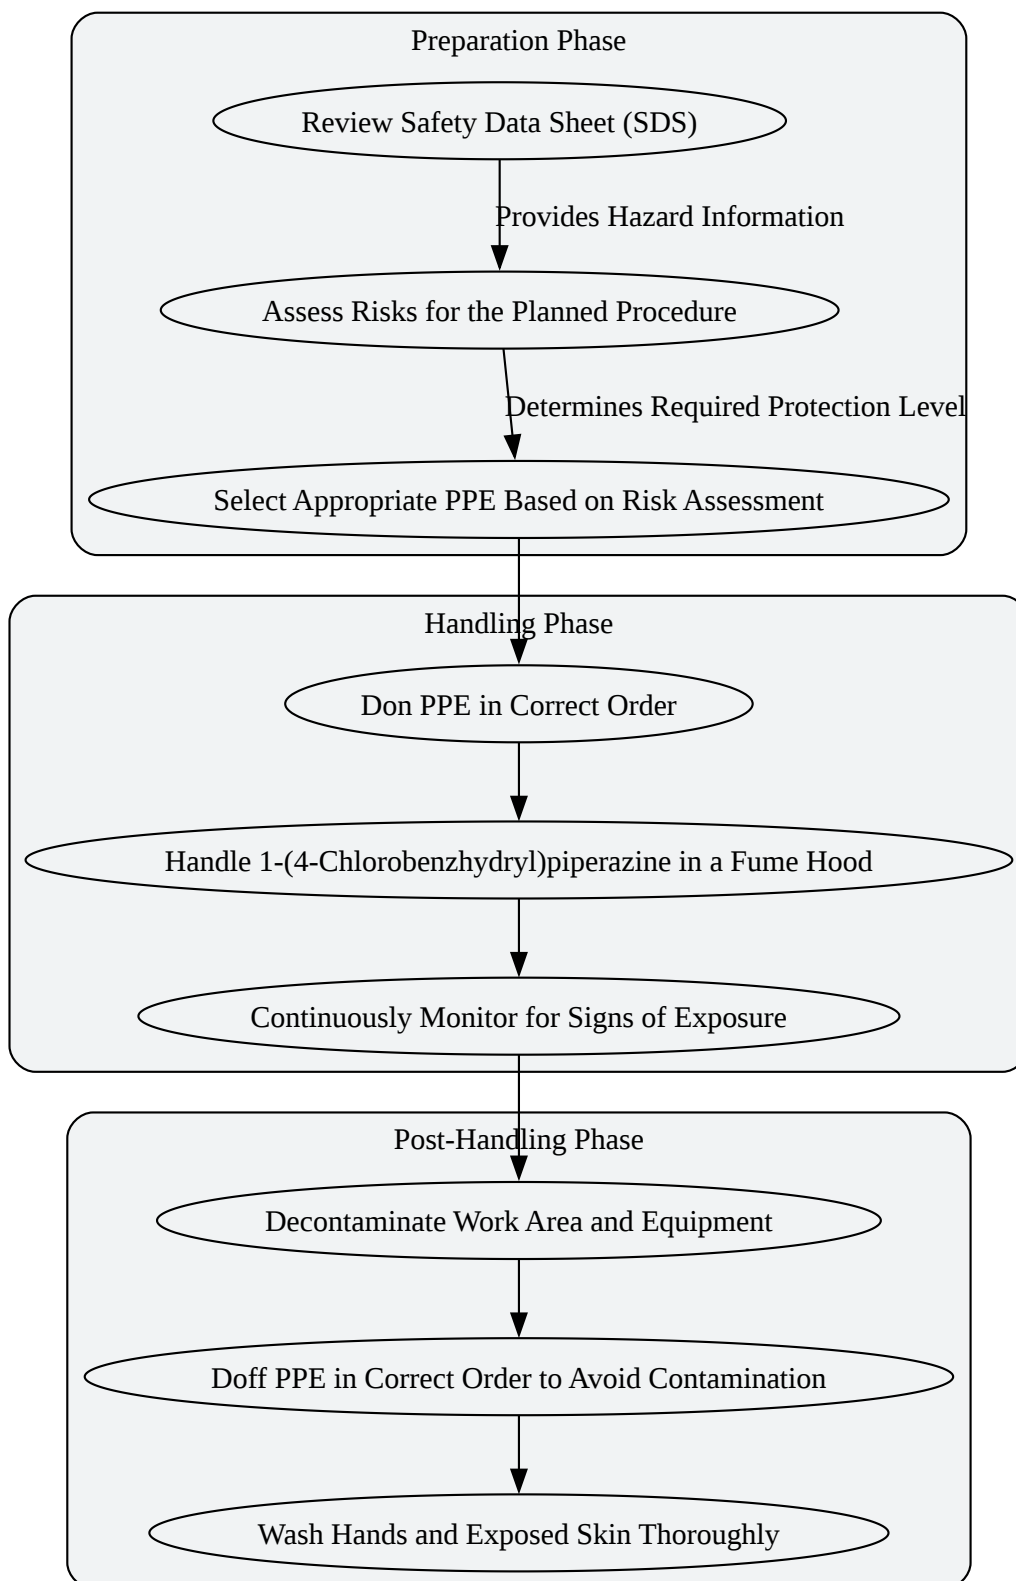 Preparation Phase
Review Safety Data Sheet (SDS)
Provides Hazard Information
Assess Risks for the Planned Procedure
Determines Required Protection Level
Select Appropriate PPE Based on Risk Assessment
Handling Phase
Don PPE in Correct Order
Handle 1-(4-Chlorobenzhydryl)piperazine in a Fume Hood
Continuously Monitor for Signs of Exposure
Post-Handling Phase
Decontaminate Work Area and Equipment
Doff PPE in Correct Order to Avoid Contamination
Wash Hands and Exposed Skin Thoroughly